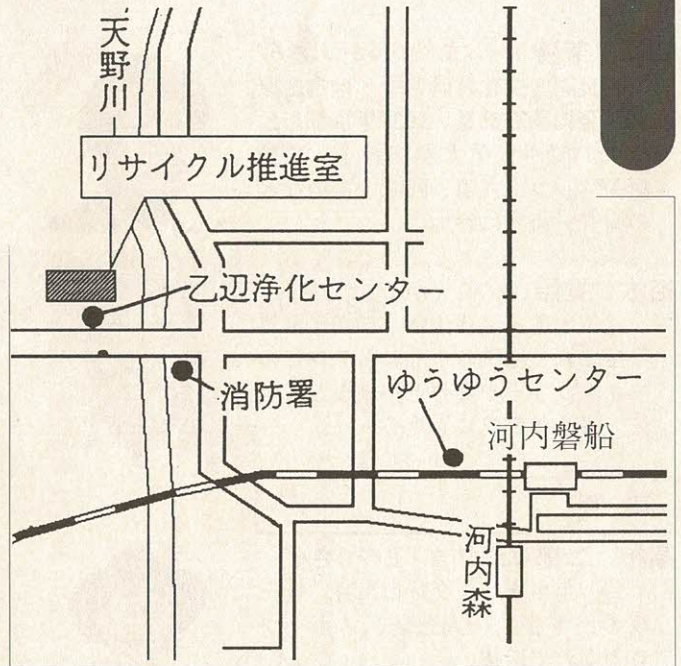 天野川
リサイクル推進室
乙辺浄化センター
消防署
ゆうゆうセンター
河内磐船
河内森